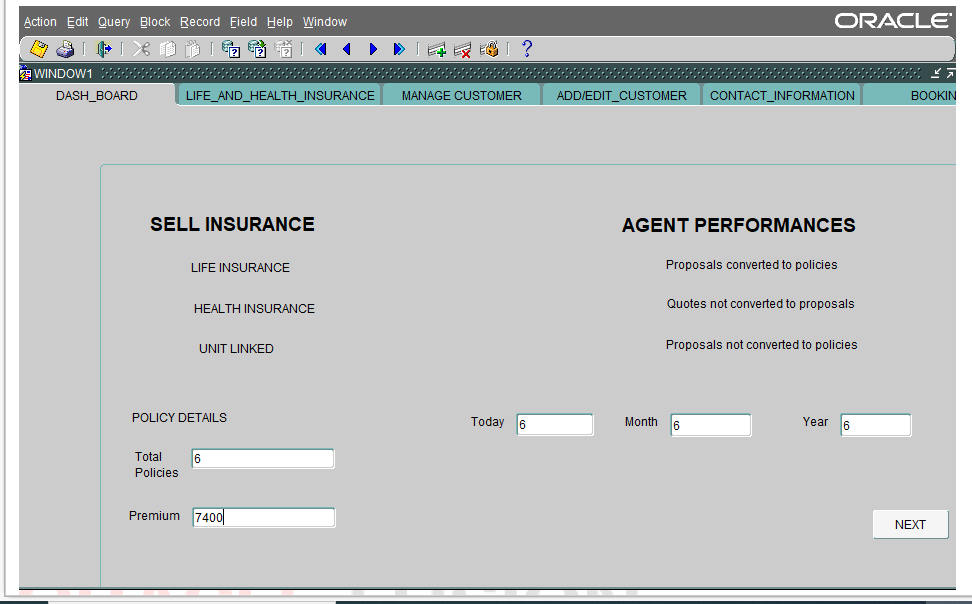 Action Edit Query Block Record Field Help Window
ORACLE
WINDOW1
DASH_BOARD LIFE_AND_HEALTH_INSURANCE MANAGE CUSTOMER ADD/EDIT_CUSTOMER CONTACT_INFORMATION BOOKIN
SELL INSURANCE
LIFE INSURANCE
HEALTH INSURANCE
UNIT LINKED
AGENT PERFORMANCES
Proposals converted to policies
Quotes not converted to proposals
Proposals not converted to policies
POLICY DETAILS
Today 6 Month 6 Year 6
Total
Policies 6
Premium 7400
NEXT